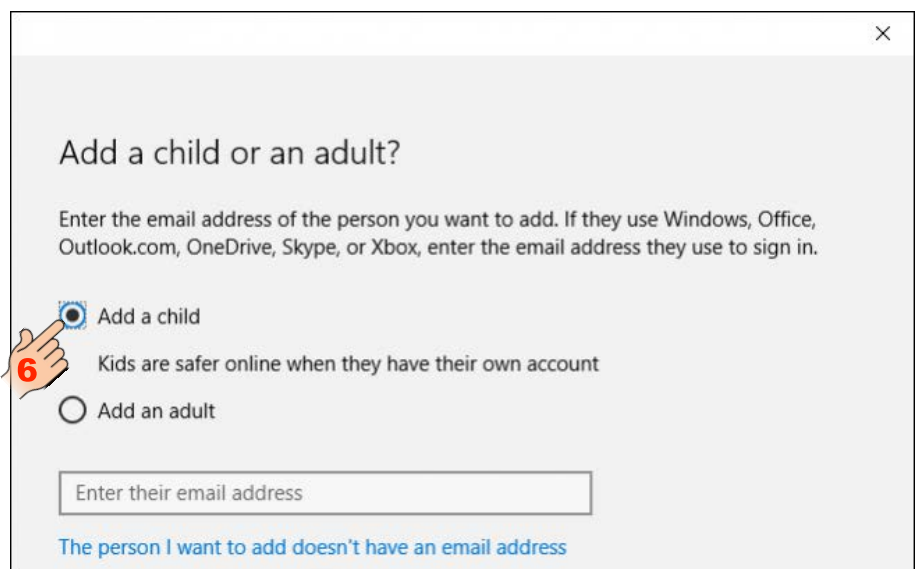 Add a child or an adult?
Enter the email address of the person you want to add. If they use Windows, Office,
Outlook.com, OneDrive, Skype, or Xbox, enter the email address they use to sign in.
Add a child
6
Kids are safer online when they have their own account
Add an adult
Enter their email address
The person I want to add doesn't have an email address